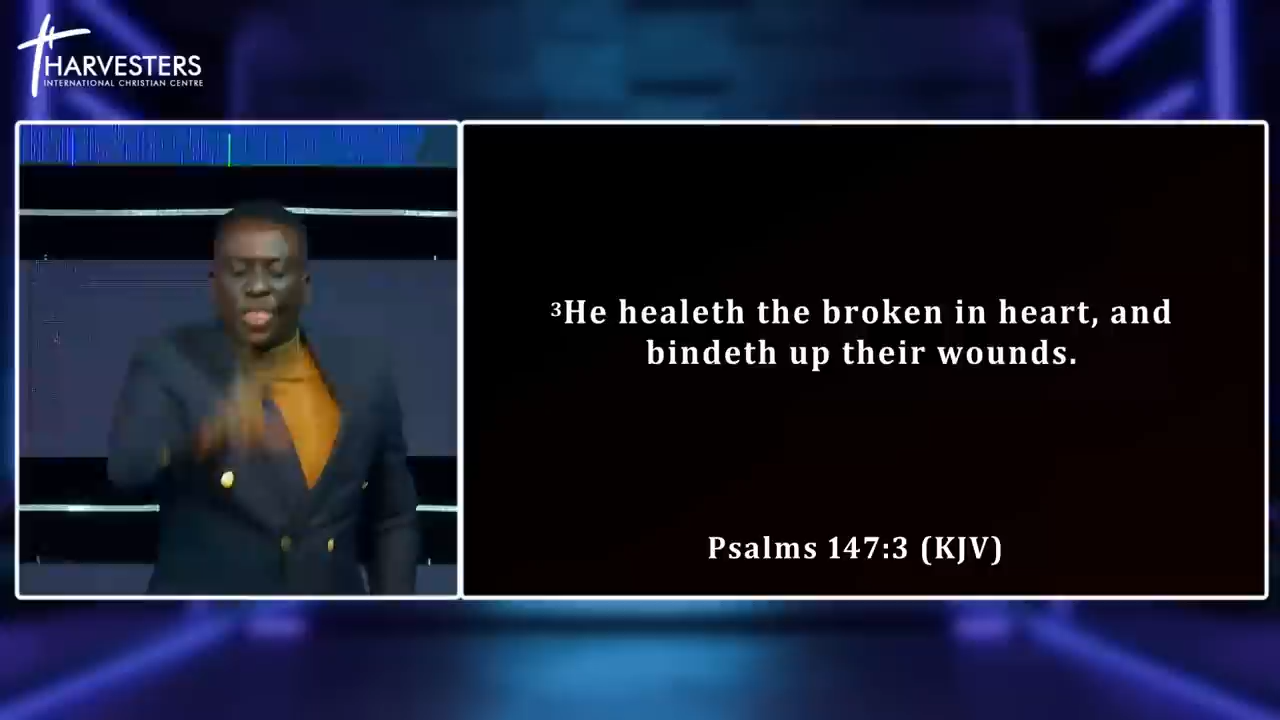 HARVESTERS
INTERNATIONAL CHRISTIAN CENTRE
³He healeth the broken in heart, and
bindeth up their wounds.
Psalms 147:3 (KJV)